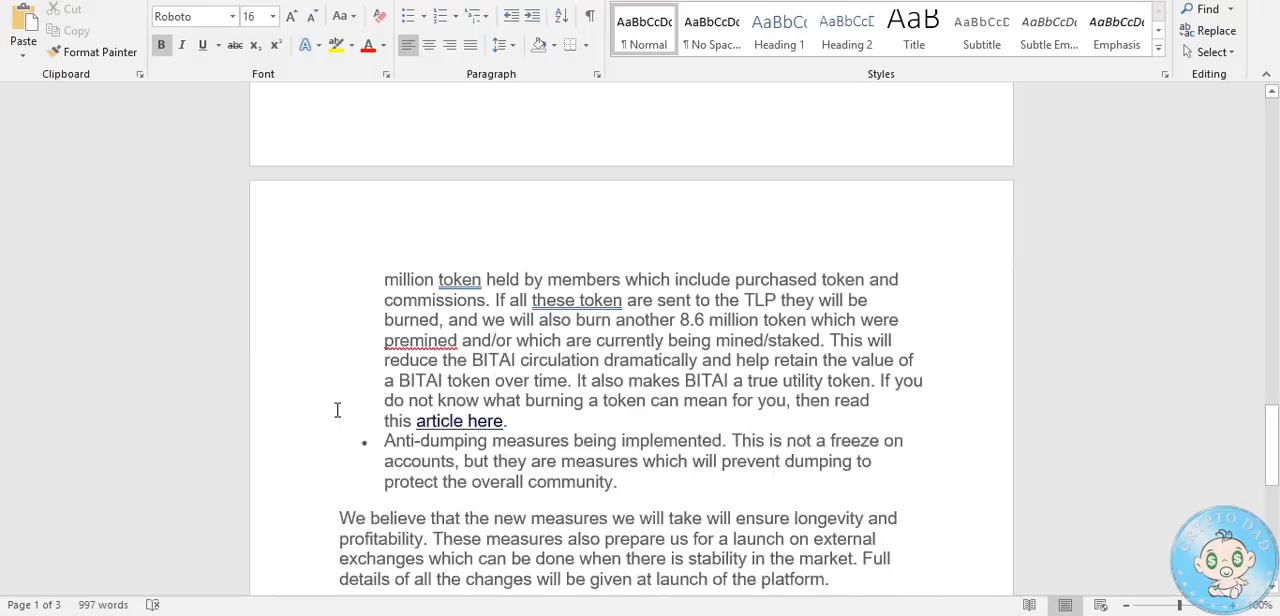 Cut
Copy
Format Painter
Paste
Clipboard
Roboto 16 Aa
B I U abc X₂ X² A A
Font
Paragraph
AaBbCcDc AaBbCcDc AaBbCc AaBbCcC AaB AaBbCcC AaBbCcDc AaBbCcDc
¶ Normal ¶ No Spac... Heading 1 Heading 2 Title Subtitle Subtle Em... Emphasis
Styles
Find
Replace
Select
Editing
million token held by members which include purchased token and
commissions. If all these token are sent to the TLP they will be
burned, and we will also burn another 8.6 million token which were
premined and/or which are currently being mined/staked. This will
reduce the BITAI circulation dramatically and help retain the value of
a BITAI token over time. It also makes BITAI a true utility token. If you
do not know what burning a token can mean for you, then read
this article here.
• Anti-dumping measures being implemented. This is not a freeze on
accounts, but they are measures which will prevent dumping to
protect the overall community.
We believe that the new measures we will take will ensure longevity and
profitability. These measures also prepare us for a launch on external
exchanges which can be done when there is stability in the market. Full
details of all the changes will be given at launch of the platform.
CRYPTO DAD
Page 1 of 3 997 words
100%